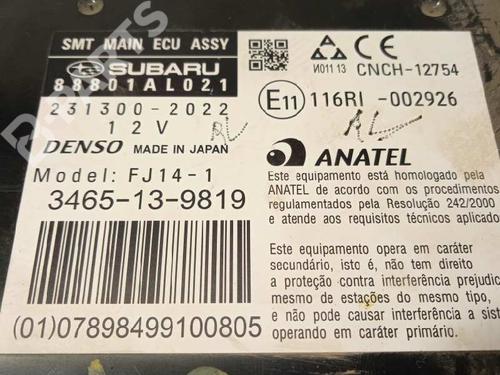 SMT MAIN ECU ASSY
SUBARU
88801AL021
231300-2022
12V
DENSO MADE IN JAPAN
Model: FJ14-1
3465-13-9819
(01)07898499100805
CE
И011 13 CNCH-12754
E11 116RI -002926
ANATEL
Este equipamento está homologado pela
ANATEL de acordo com os procedimentos
regulamentados pela Resolução 242/2000
e atende aos requisitos técnicos aplicado
Este equipamento opera em caráter
secundário, isto é, não tem direito
a proteção contra interferência prejudic
mesmo de estações do mesmo tipo,
e não pode causar interferência a sistem
operando em caráter primário.